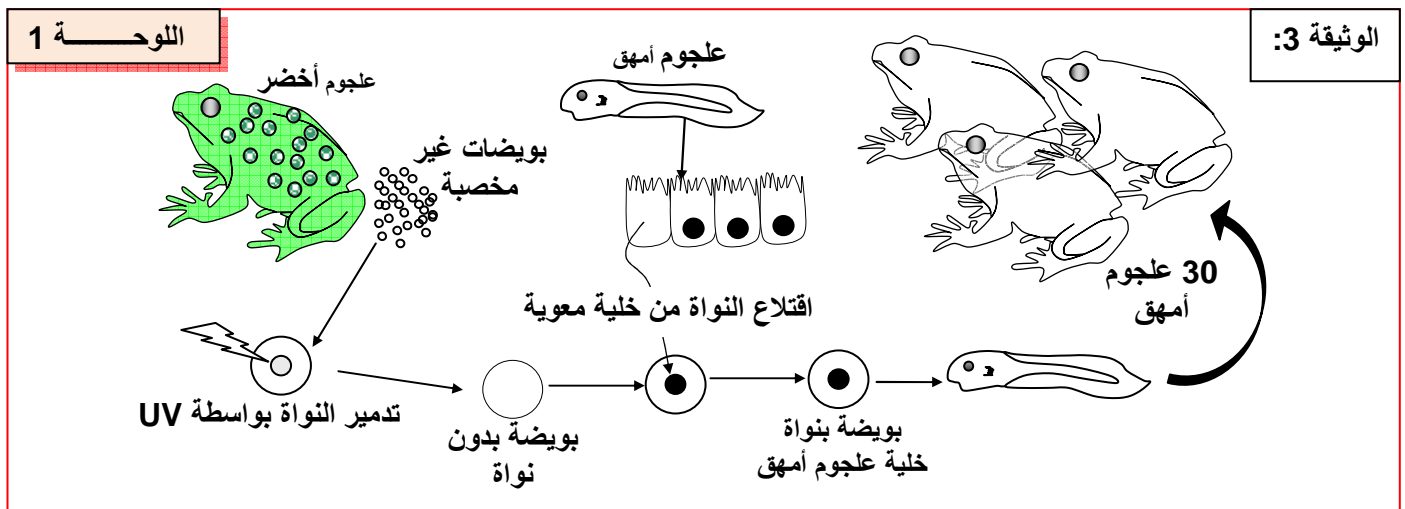 الوثيقة 3:
اللوحـــــــــة 1
علجوم أخضر
علجوم أمهق
بويضات غير
مخصبة
30 علجوم
أمهق
اقتلاع النواة من خلية معوية
تدمير النواة بواسطة UV
بويضة بدون
نواة
بويضة بنواة
خلية علجوم أمهق